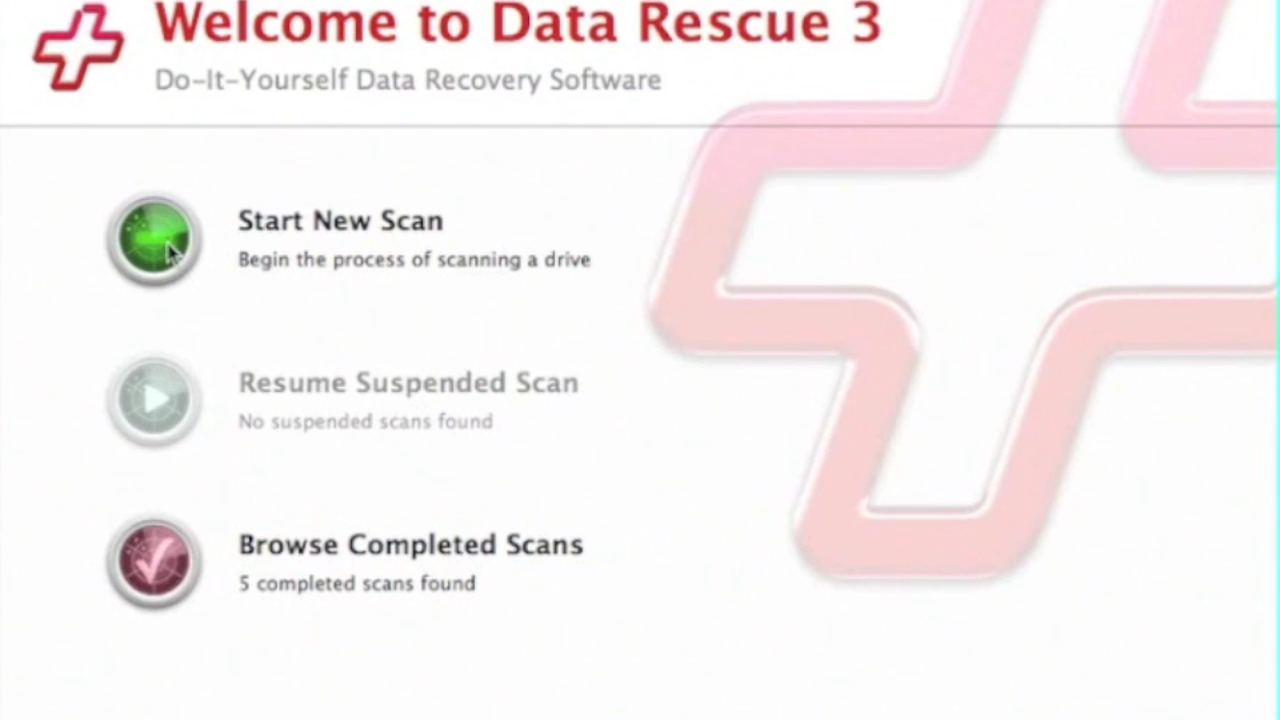 Welcome to Data Rescue 3
Do-It-Yourself Data Recovery Software
Start New Scan
Begin the process of scanning a drive
Resume Suspended Scan
No suspended scans found
Browse Completed Scans
5 completed scans found